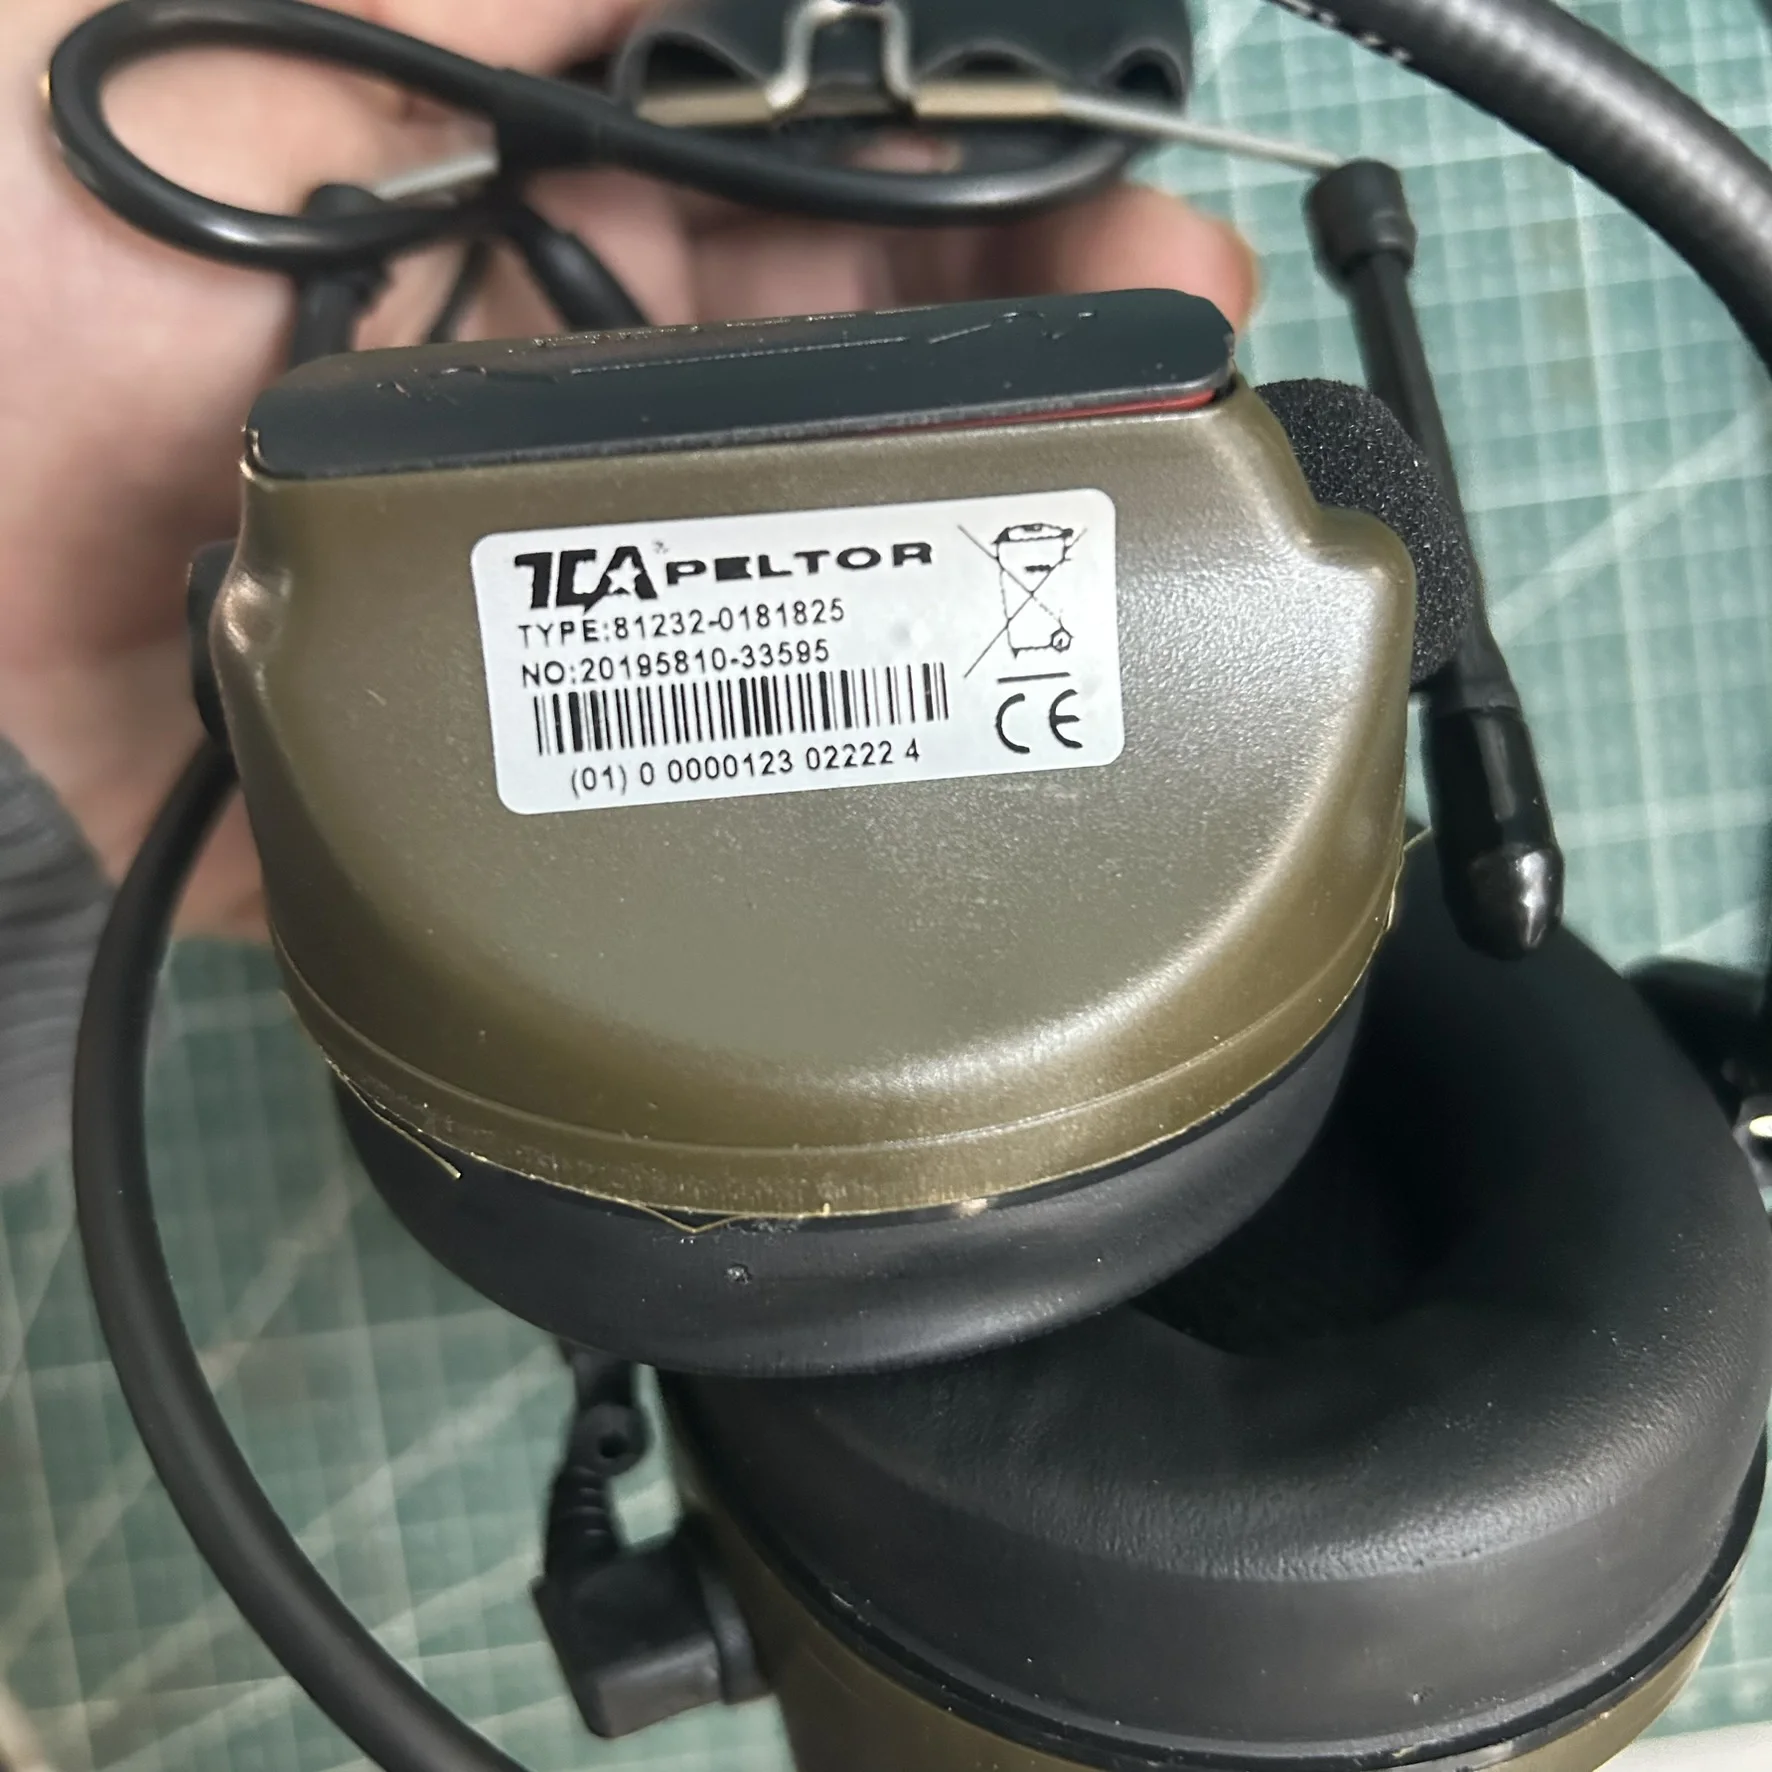 TCA PELTOR
TYPE:81232-0181825
NO:20195810-33595
(01) 0 0000123 02222 4
CE